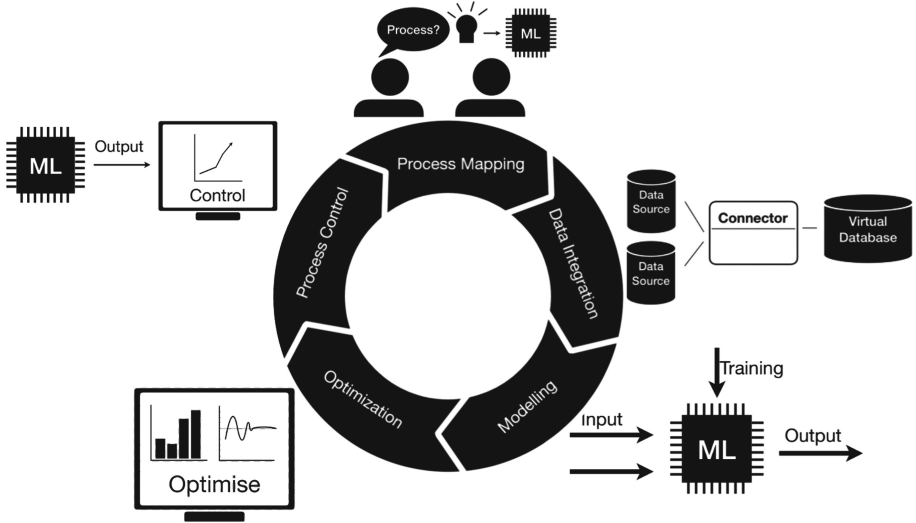 Process?
ML
Process Mapping
ML
Output
Control
Process Control
Data Integration
Data
Source
Data
Source
Connector
Virtual
Database
Optimization
Modelling
Optimise
Input
Training
ML
Output